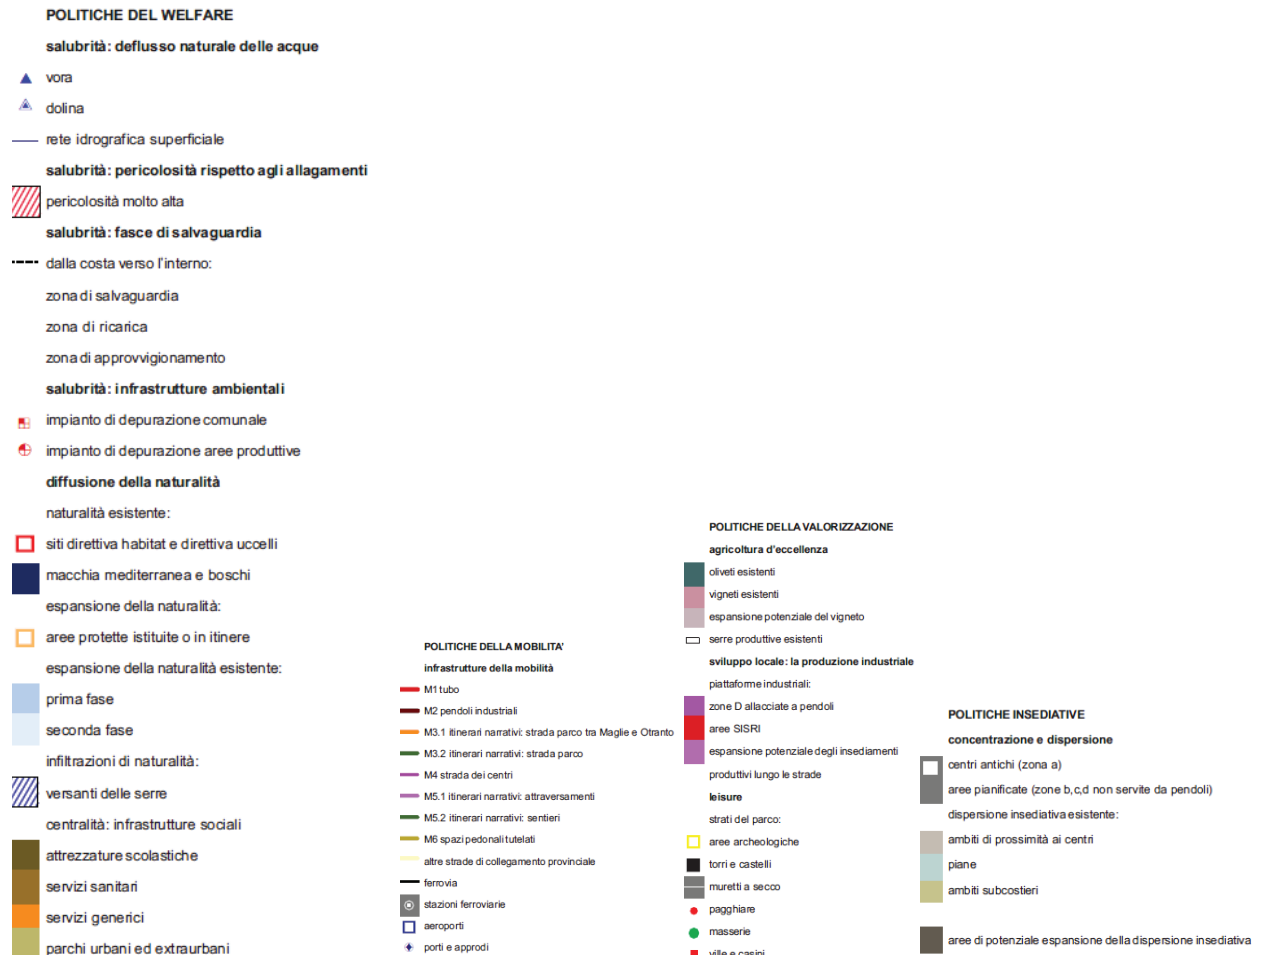 POLITICHE DEL WELFARE
salubrità: deflusso naturale delle acque
vora
dolina
rete idrografica superficiale
salubrità: pericolosità rispetto agli allagamenti
pericolosità molto alta
salubrità: fasce di salvaguardia
dalla costa verso l'interno:
zona di salvaguardia
zona di ricarica
zona di approvvigionamento
salubrità: infrastrutture ambientali
impianto di depurazione comunale
impianto di depurazione aree produttive
diffusione della naturalità
naturalità esistente:
siti direttiva habitat e direttiva uccelli
macchia mediterranea e boschi
espansione della naturalità:
aree protette istituite o in itinere
espansione della naturalità esistente:
prima fase
seconda fase
infiltrazioni di naturalità:
versanti delle serre
centralità: infrastrutture sociali
attrezzature scolastiche
servizi sanitari
servizi generici
parchi urbani ed extraurbani
POLITICHE DELLA MOBILITA'
infrastrutture della mobilità
M1 tubo
M2 pendoli industriali
M3.1 itinerari narrativi: strada parco tra Maglie e Otranto
M3.2 itinerari narrativi: strada parco
M4 strada dei centri
M5.1 itinerari narrativi: attraversamenti
M5.2 itinerari narrativi: sentieri
M6 spazi pedonali tutelati
altre strade di collegamento provinciale
ferrovia
stazioni ferroviarie
aeroporti
porti e approdi
POLITICHE DELLA VALORIZZAZIONE
agricoltura d'eccellenza
oliveti esistenti
vigneti esistenti
espansione potenziale del vigneto
serre produttive esistenti
sviluppo locale: la produzione industriale
piattaforme industriali:
zone D allacciate a pendoli
aree SISRI
espansione potenziale degli insediamenti
produttivi lungo le strade
leisure
strati del parco:
aree archeologiche
torri e castelli
muretti a secco
pagghiare
masserie
ville e casini
POLITICHE INSEDIATIVE
concentrazione e dispersione
centri antichi (zona a)
aree pianificate (zone b,c,d non servite da pendoli)
dispersione insediativa esistente:
ambiti di prossimità ai centri
piane
ambiti subcostieri
aree di potenziale espansione della dispersione insediativa